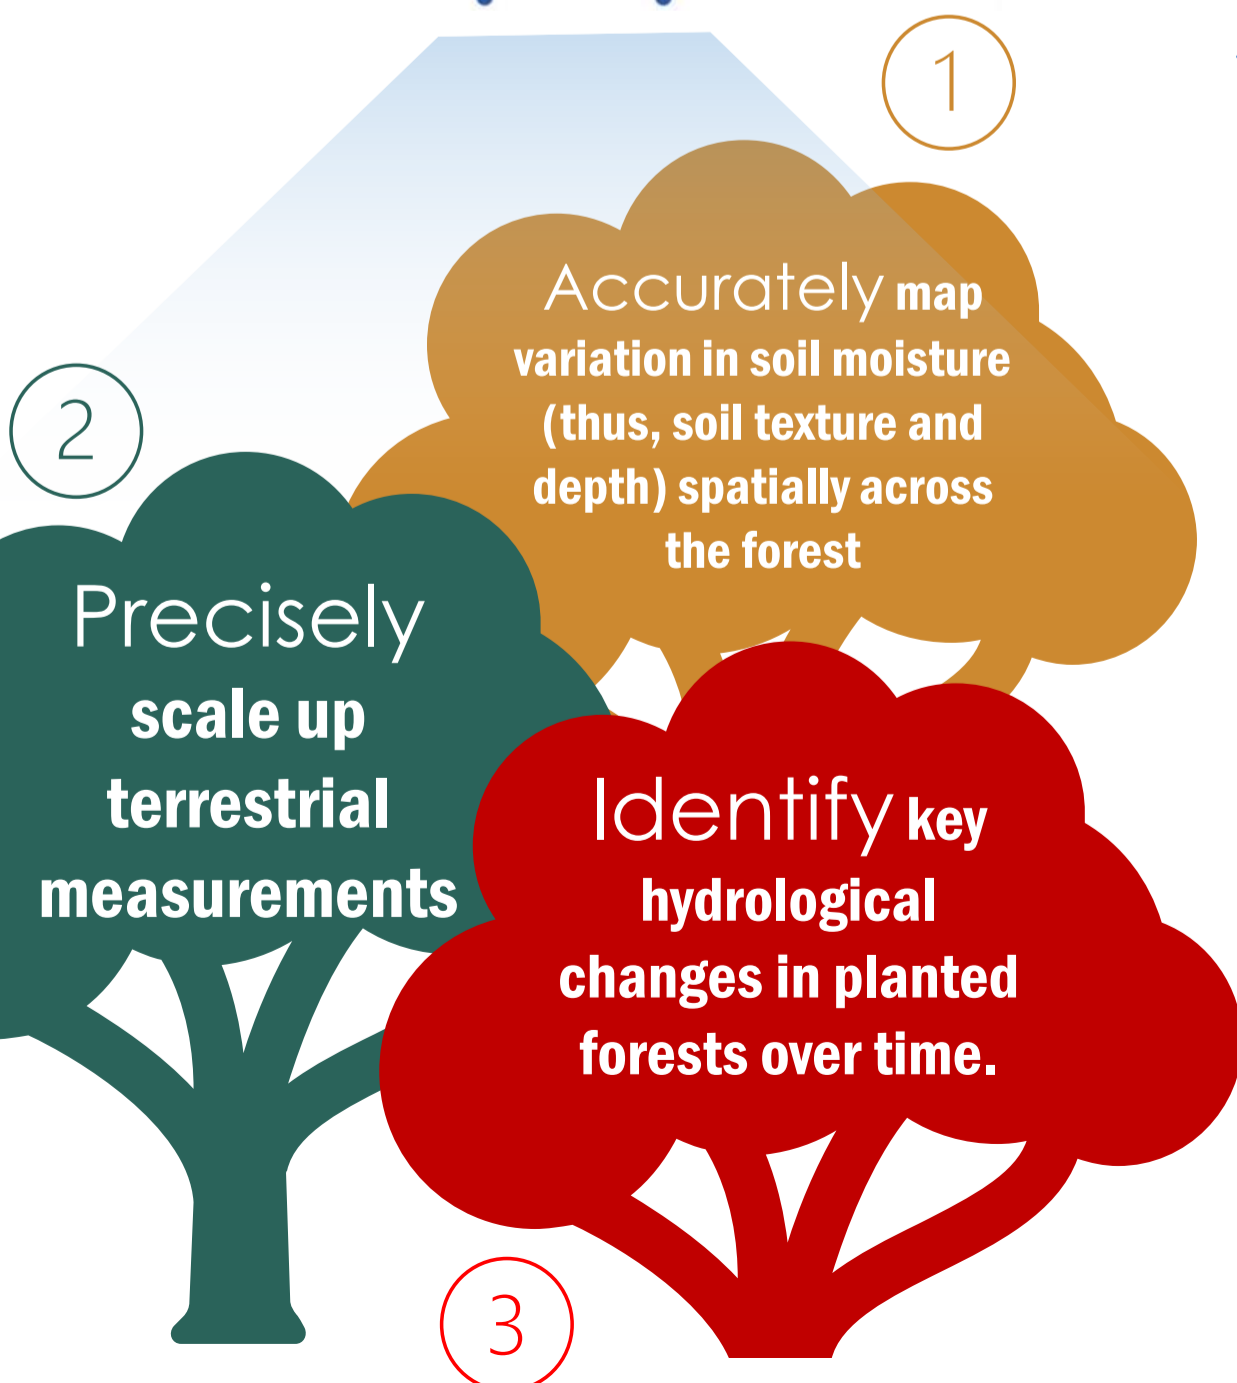 1
Accurately map
variation in soil moisture
(thus, soil texture and
depth) spatially across
the forest
2
Precisely
scale up
terrestrial
measurements
Identify key
hydrological
changes in planted
forests over time.
3